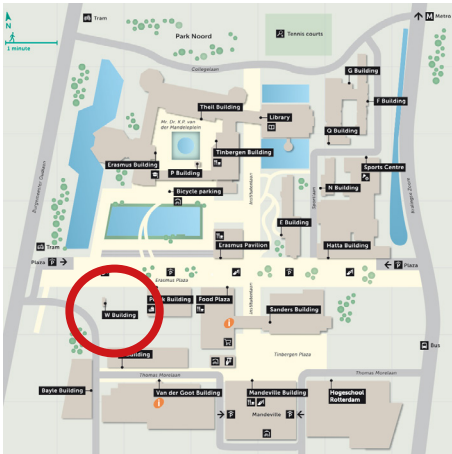 N
1 minute
Tram
Park Noord
Tennis courts
M Metro
Collegelaan
G Building
F Building
Theil Building
Library
Mr. Dr. K.P. van
der Mandeleplein
Q Building
Tinbergen Building
Erasmus Building
P Building
Sports Centre
Bicycle parking
N Building
Burgemeester Oudlaan
E Building
Tram
Erasmus Pavilion
Hatta Building
Plaza P
P Plaza
Erasmus Plaza
Food Plaza
W Building
Building
Sanders Building
Tinbergen Plaza
Bus
Building
Thomas Morelaan
Thomas Morelaan
Bayle Building
Van der Goot Building
Mandeville Building
Hogeschool
Rotterdam
Mandeville